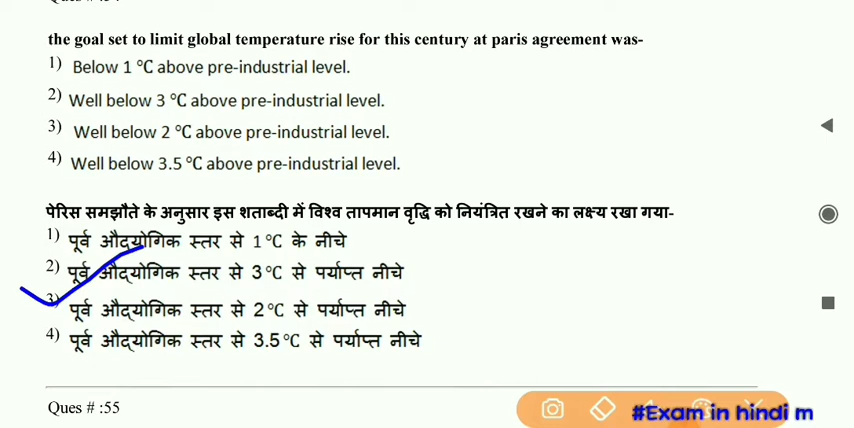 the goal set to limit global temperature rise for this century at paris agreement was-
1) Below 1 °C above pre-industrial level.
2) Well below 3 °C above pre-industrial level.
3) Well below 2 °C above pre-industrial level.
4) Well below 3.5 °C above pre-industrial level.
पेरिस समझौते के अनुसार इस शताब्दी में विश्व तापमान वृद्धि को नियंत्रित रखने का लक्ष्य रखा गया-
1) पूर्व औद्योगिक स्तर से 1 °C के नीचे
2) पूर्व औद्योगिक स्तर से 3 °C से पर्याप्त नीचे
3) पूर्व औद्योगिक स्तर से 2 °C से पर्याप्त नीचे
4) पूर्व औद्योगिक स्तर से 3.5 °C से पर्याप्त नीचे
Ques # :55
#Exam in hindi m